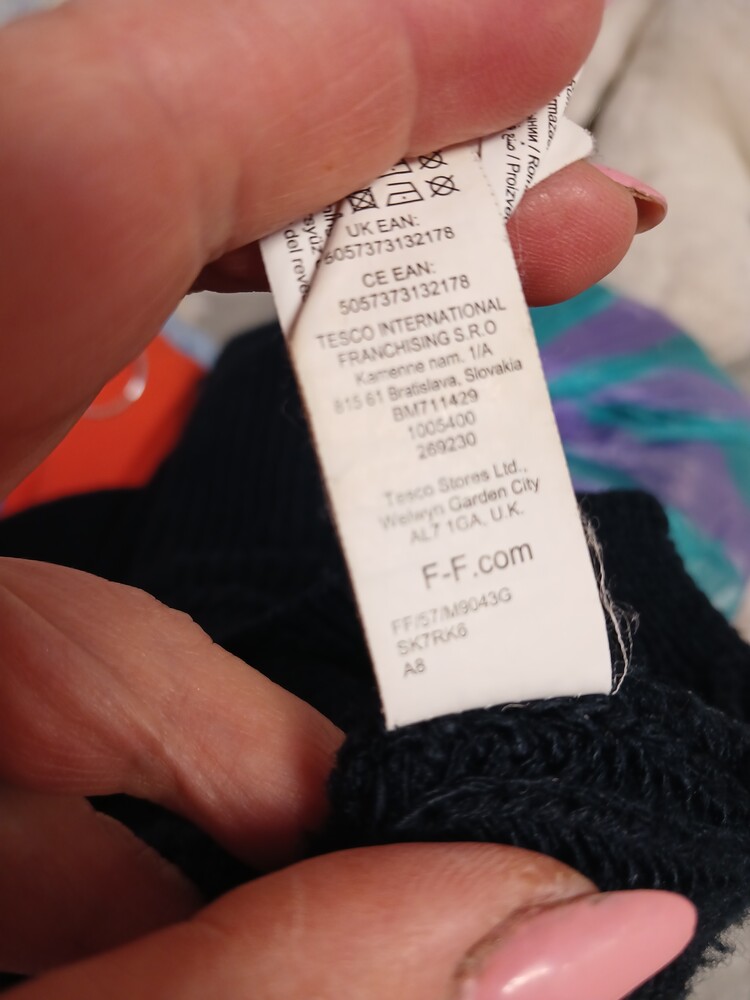 UK EAN:
5057373132178
CE EAN:
5057373132178
TESCO INTERNATIONAL
FRANCHISING S.R.O
Kamenne nam. 1/A
815 61 Bratislava, Slovakia
BM711429
1005400
269230
Tesco Stores Ltd.,
Welwyn Garden City
AL7 1GA, U.K.
F-F.com
FF/57/M9043G
SK7RK6
A8
del